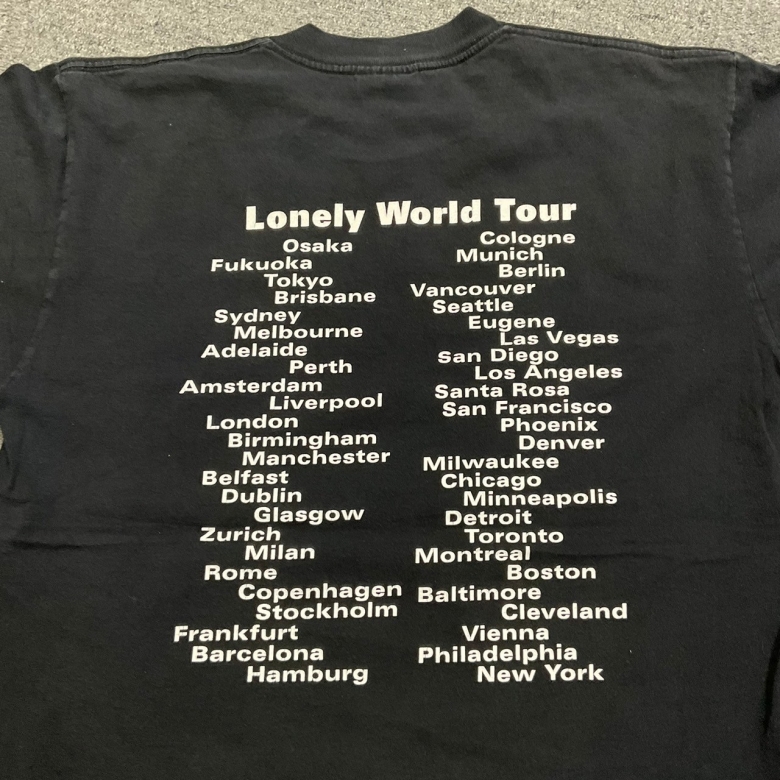 Lonely World Tour
Osaka
Fukuoka
Tokyo
Brisbane
Sydney
Melbourne
Adelaide
Perth
Amsterdam
Liverpool
London
Birmingham
Manchester
Belfast
Dublin
Glasgow
Zurich
Milan
Rome
Copenhagen
Stockholm
Frankfurt
Barcelona
Hamburg
Cologne
Munich
Berlin
Vancouver
Seattle
Eugene
Las Vegas
San Diego
Los Angeles
Santa Rosa
San Francisco
Phoenix
Denver
Milwaukee
Chicago
Minneapolis
Detroit
Toronto
Montreal
Boston
Baltimore
Cleveland
Vienna
Philadelphia
New York